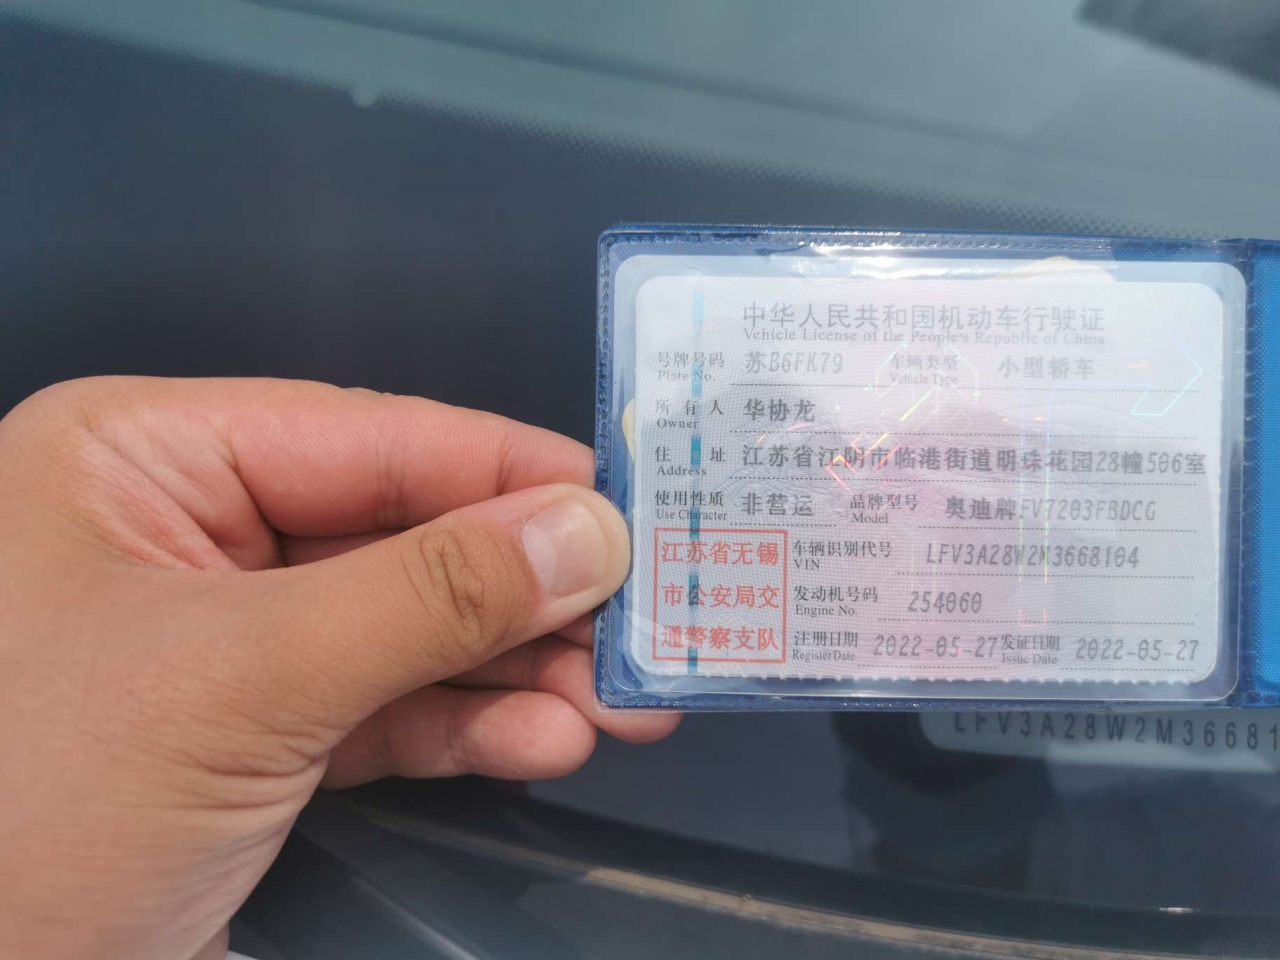 中华人民共和国机动车行驶证
Vehicle License of the People's Republic of China
号牌号码 苏B6FK79 车辆类型 小型轿车
Plate No. Vehicle Type
所有人 华协龙
Owner
住址 江苏省江阴市临港街道明珠花园28幢506室
Address
使用性质 非营运 品牌型号 奥迪牌FV7203FBDCG
Use Character Model
江苏省无锡 车辆识别代号 LFV3A28W2M3668104
VIN
市公安局交 发动机号码 254060
Engine No.
通警察支队 注册日期 2022-05-27 发证日期 2022-05-27
Register Date Issue Date
LFV3A28W2M36681